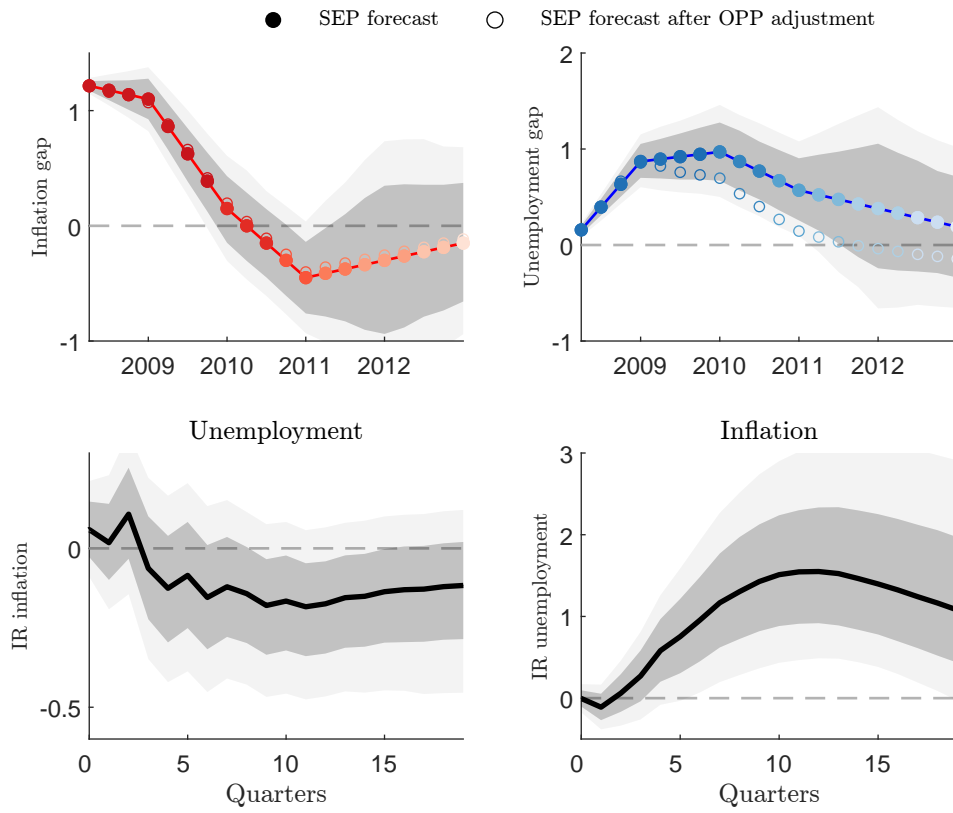 SEP forecast
SEP forecast after OPP adjustment
Inflation gap
1
0
-1
2009 2010 2011 2012
Unemployment gap
2
1
0
-1
2009 2010 2011 2012
Unemployment
IR inflation
0
-0.5
0 5 10 15
Quarters
Inflation
IR unemployment
3
2
1
0
0 5 10 15
Quarters